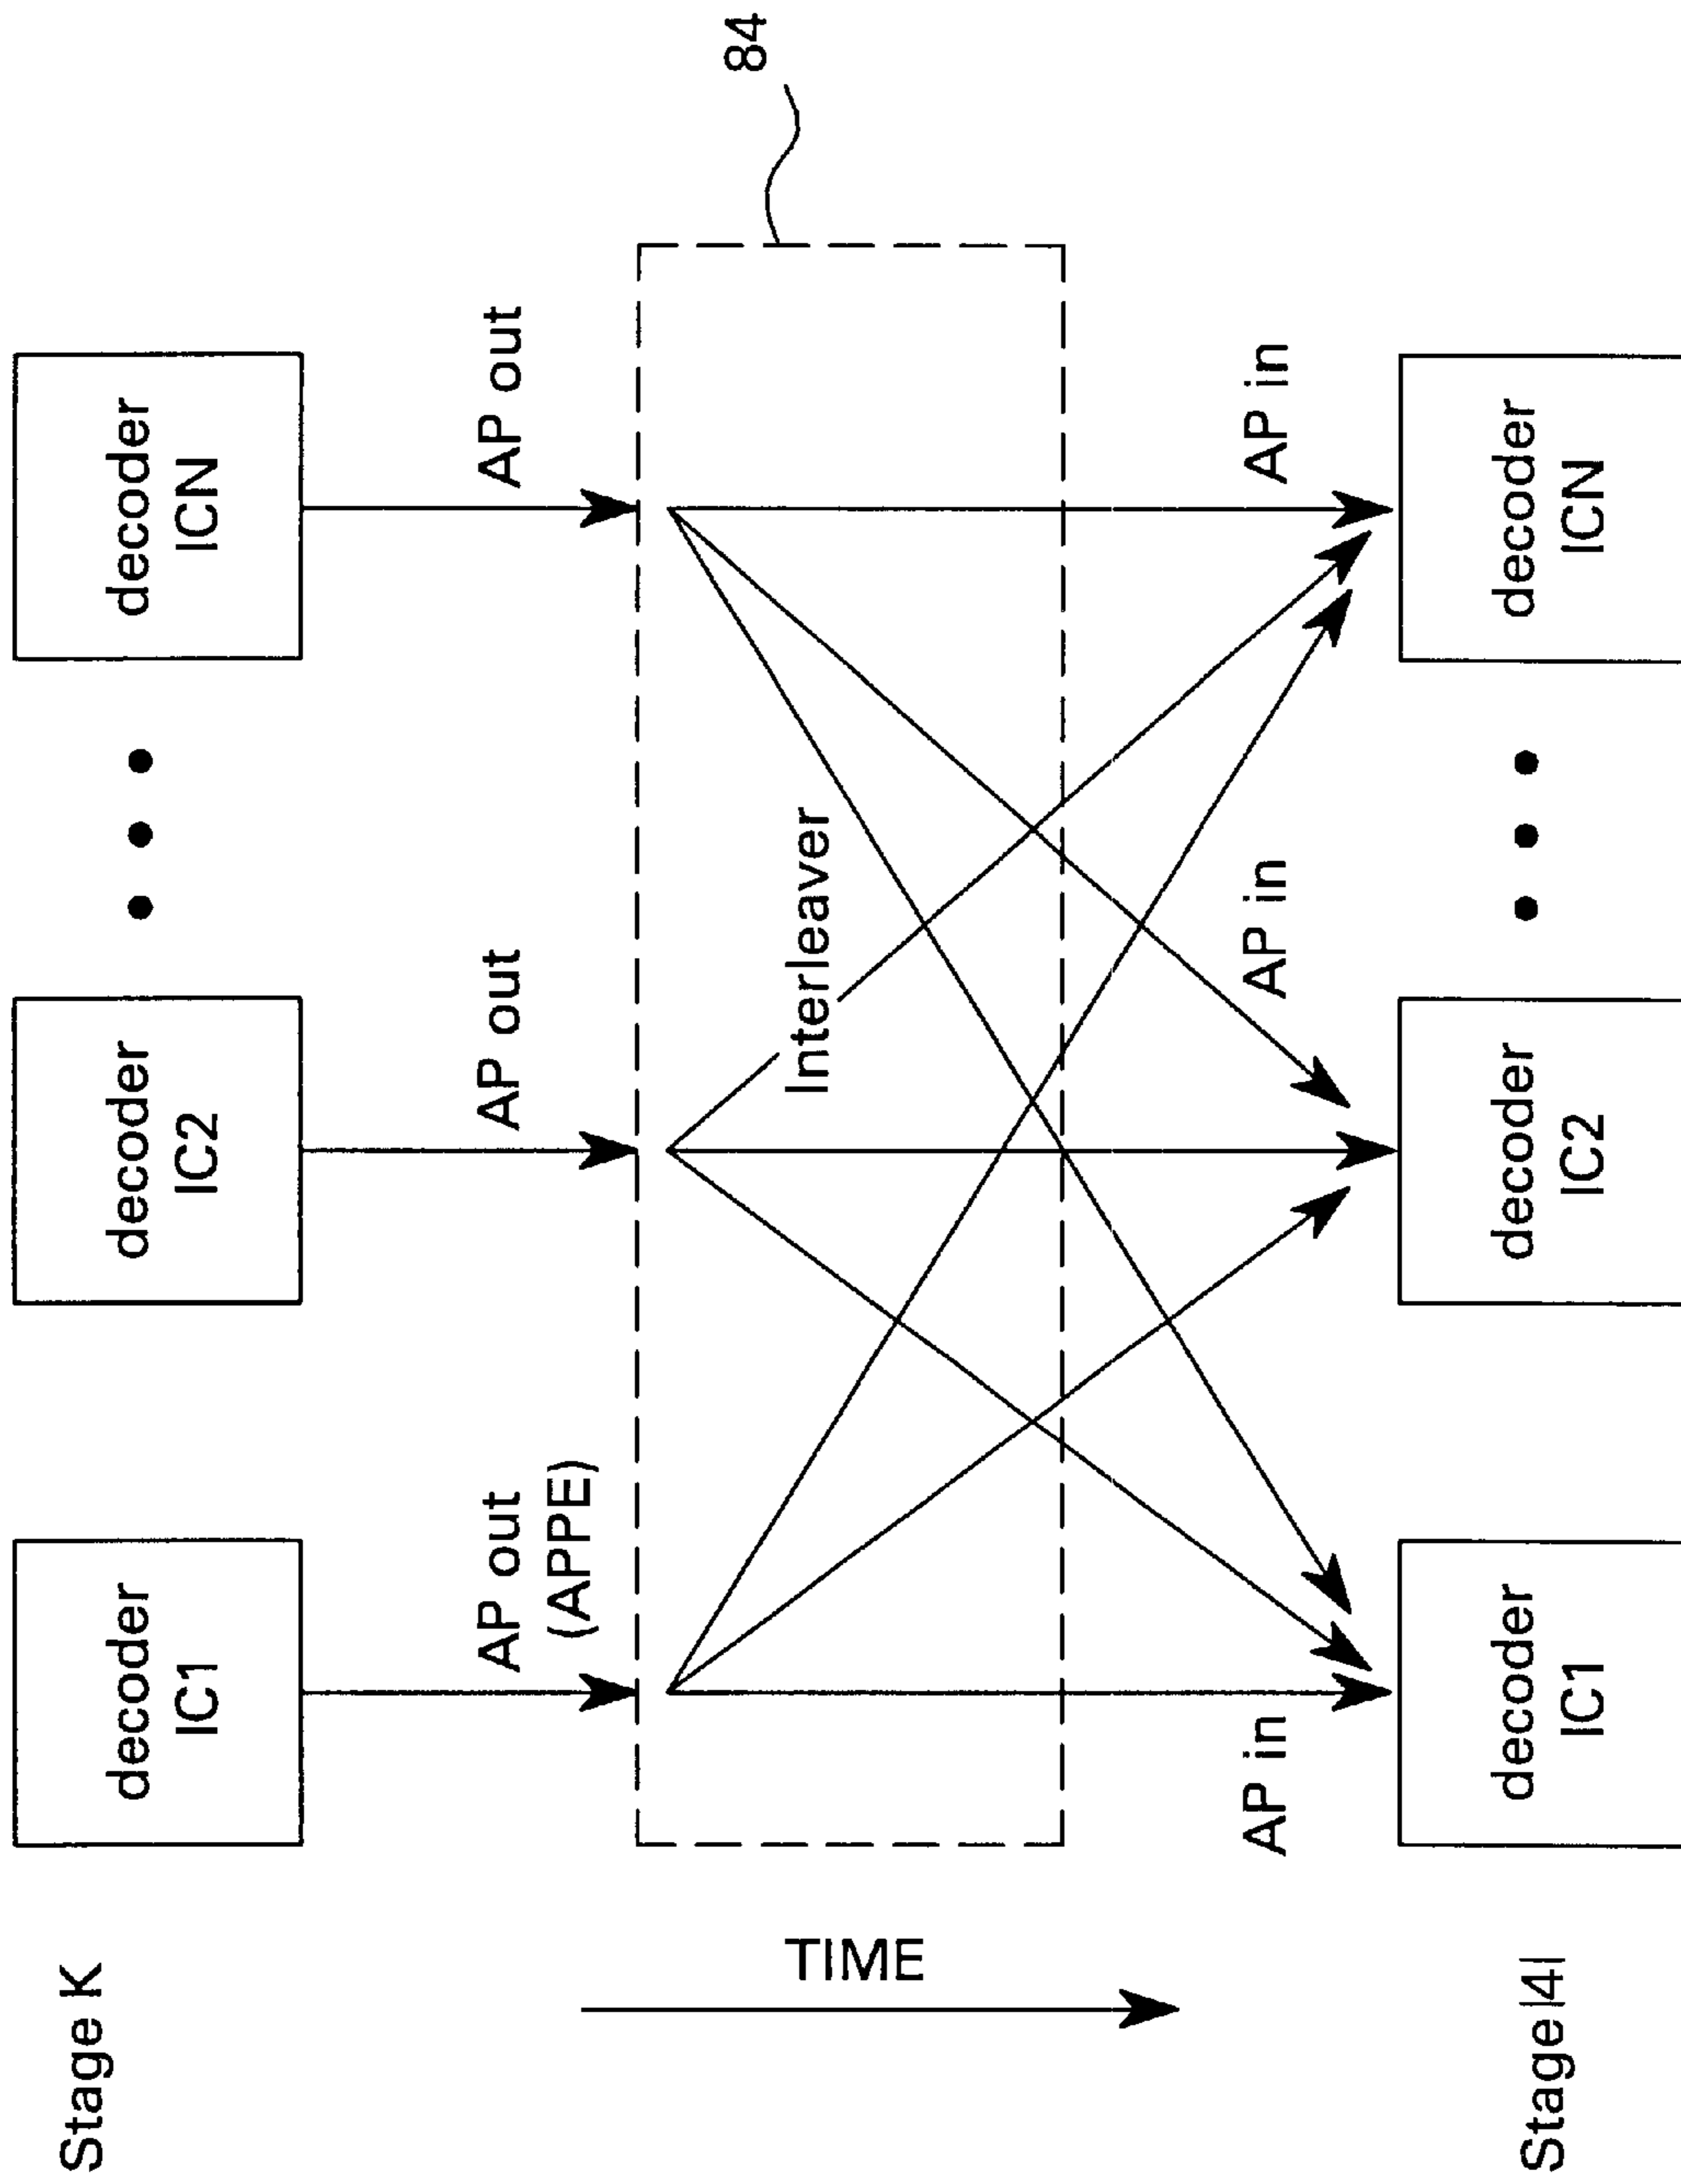 Stage K
decoder
IC1
decoder
IC2
• • •
decoder
ICN
AP out
(APPE)
AP out
AP out
84
TIME
Interleaver
AP in
AP in
AP in
Stage |4|
decoder
IC1
decoder
IC2
• • •
decoder
ICN